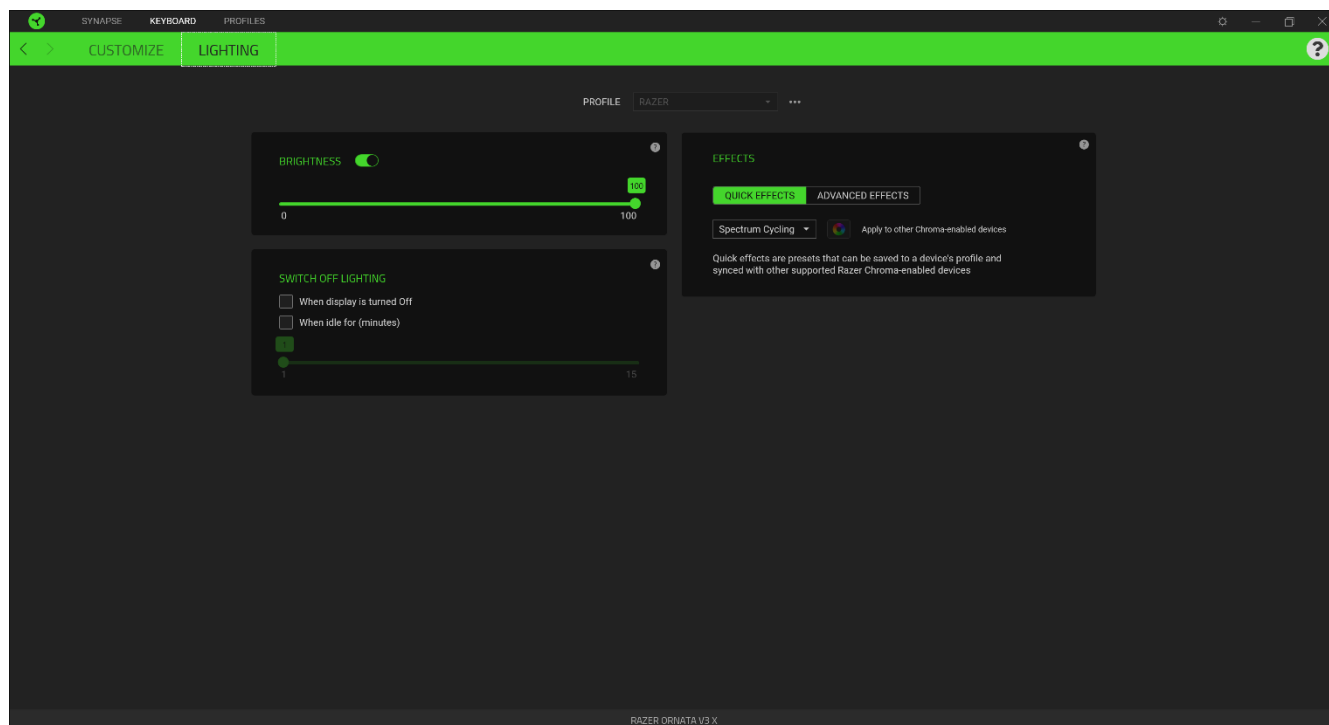 SYNAPSE KEYBOARD PROFILES
CUSTOMIZE LIGHTING
?
PROFILE RAZER
BRIGHTNESS
?
100
0 100
SWITCH OFF LIGHTING
?
When display is turned Off
When idle for (minutes)
1
1 15
EFFECTS
?
QUICK EFFECTS ADVANCED EFFECTS
Spectrum Cycling Apply to other Chroma-enabled devices
Quick effects are presets that can be saved to a device's profile and
synced with other supported Razer Chroma-enabled devices
RAZER ORNATA V3 X